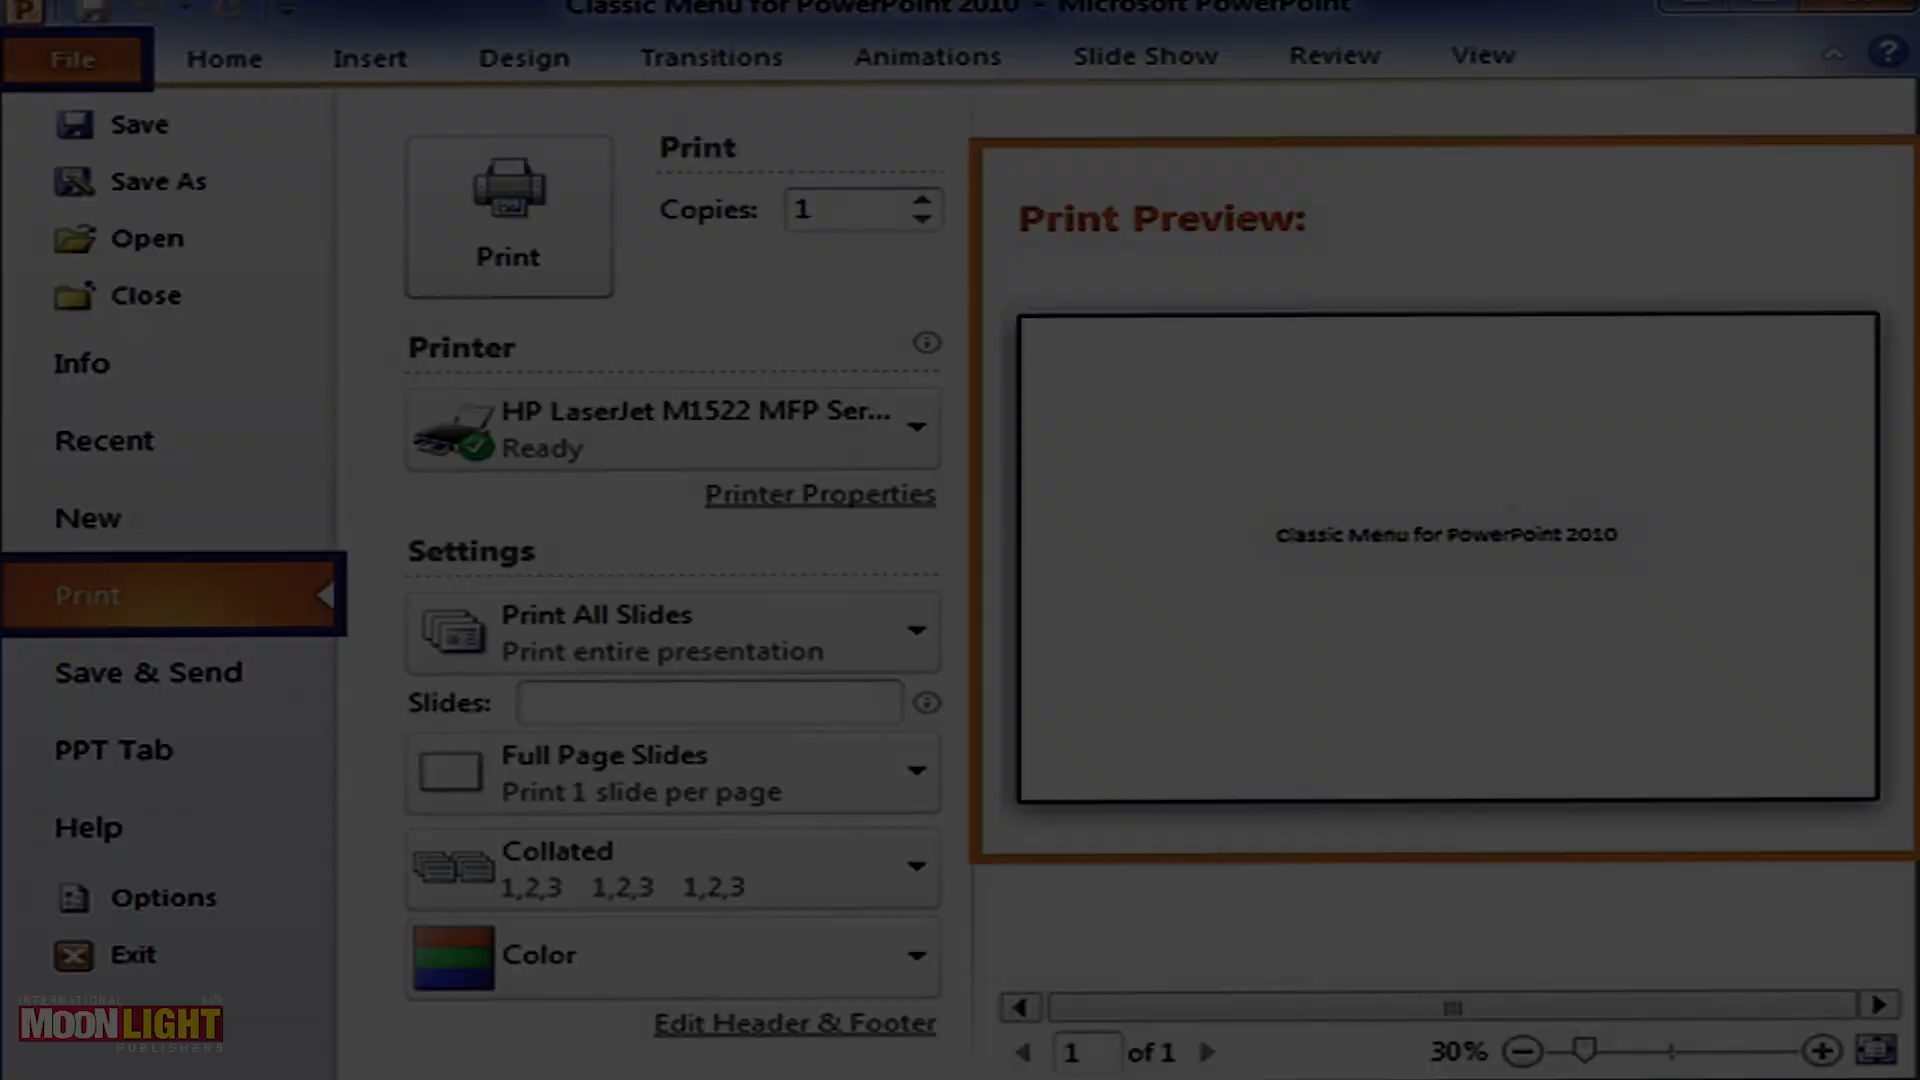 Classic Menu for PowerPoint 2010 - Microsoft PowerPoint
File Home Insert Design Transitions Animations Slide Show Review View
Save
Save As
Open
Close
Info
Recent
New
Print
Save & Send
PPT Tab
Help
Options
Exit
Print
Print
Copies: 1
Printer
HP LaserJet M1522 MFP Ser...
Ready
Printer Properties
Settings
Print All Slides
Print entire presentation
Slides:
Full Page Slides
Print 1 slide per page
Collated
1,2,3 1,2,3 1,2,3
Color
Edit Header & Footer
Print Preview:
Classic Menu for PowerPoint 2010
1 of 1
30%
INTERNATIONAL
MOONLIGHT
PUBLISHERS